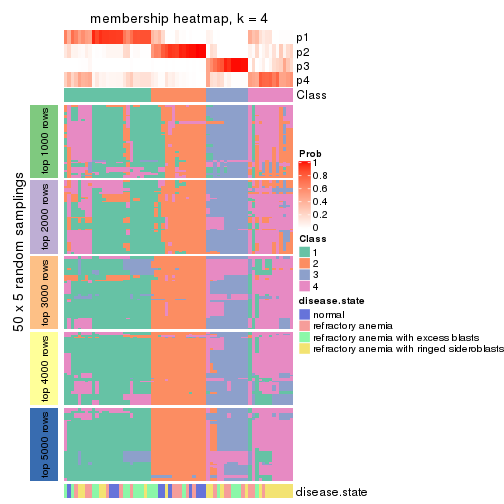 membership heatmap, k = 4
p1
p2
p3
p4
Class
50 x 5 random samplings
top 1000 rows
top 2000 rows
top 3000 rows
top 4000 rows
top 5000 rows
Prob
1
0.8
0.6
0.4
0.2
0
Class
1
2
3
4
disease.state
normal
refractory anemia
refractory anemia with excess blasts
refractory anemia with ringed sideroblasts
disease.state